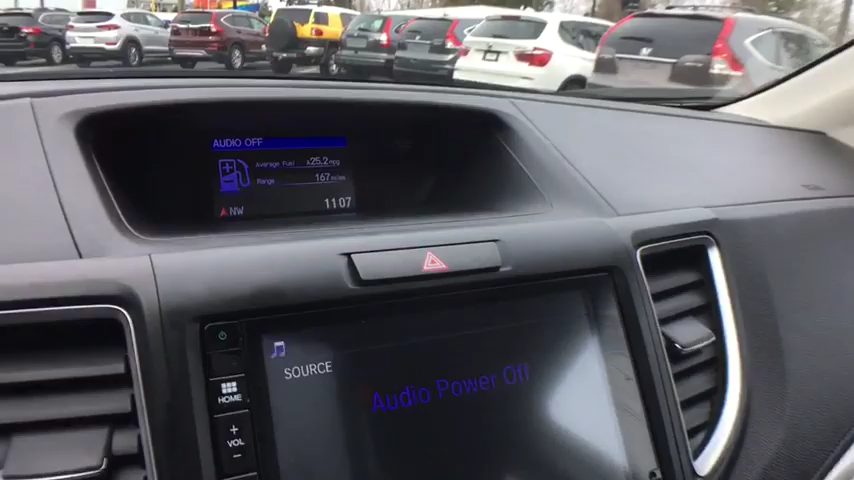 AUDIO OFF
Average Fuel 25.2 mpg
Range 167 miles
NW 11:07
SOURCE
Audio Power Off
HOME
+
VOL
-